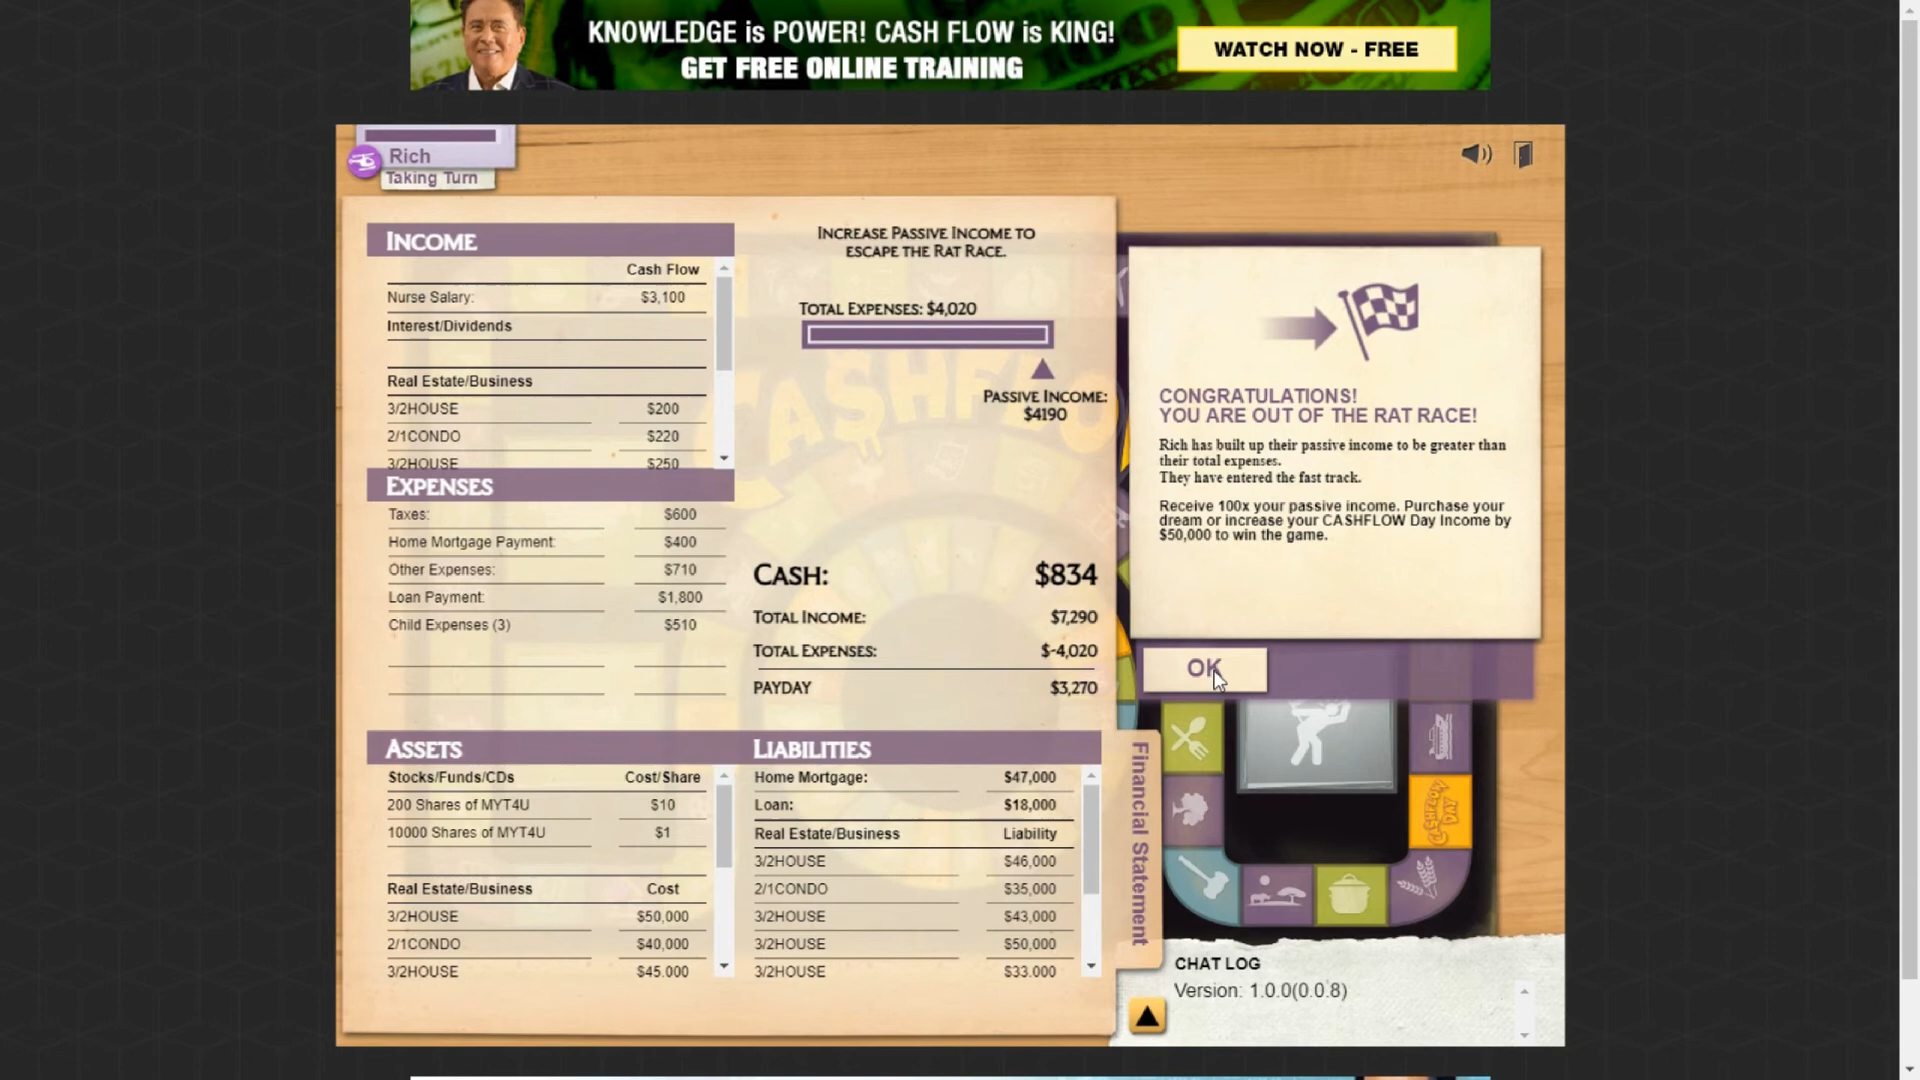 KNOWLEDGE is POWER! CASH FLOW is KING!
GET FREE ONLINE TRAINING
WATCH NOW - FREE
Rich
Taking Turn
INCOME
Cash Flow
Nurse Salary: $3,100
Interest/Dividends
Real Estate/Business
3/2HOUSE $200
2/1CONDO $220
3/2HOUSE $250
EXPENSES
Taxes: $600
Home Mortgage Payment: $400
Other Expenses: $710
Loan Payment: $1,800
Child Expenses (3) $510
INCREASE PASSIVE INCOME TO
ESCAPE THE RAT RACE.
TOTAL EXPENSES: $4,020
PASSIVE INCOME:
$4190
CASH: $834
TOTAL INCOME: $7,290
TOTAL EXPENSES: $-4,020
PAYDAY $3,270
ASSETS
Stocks/Funds/CDs Cost/Share
200 Shares of MYT4U $10
10000 Shares of MYT4U $1
Real Estate/Business Cost
3/2HOUSE $50,000
2/1CONDO $40,000
3/2HOUSE $45,000
LIABILITIES
Home Mortgage: $47,000
Loan: $18,000
Real Estate/Business Liability
3/2HOUSE $46,000
2/1CONDO $35,000
3/2HOUSE $43,000
3/2HOUSE $50,000
3/2HOUSE $33,000
Financial Statement
CONGRATULATIONS!
YOU ARE OUT OF THE RAT RACE!
Rich has built up their passive income to be greater than
their total expenses.
They have entered the fast track.
Receive 100x your passive income. Purchase your
dream or increase your CASHFLOW Day Income by
$50,000 to win the game.
OK
CASHFLOW
DAY
CHAT LOG
Version: 1.0.0(0.0.8)